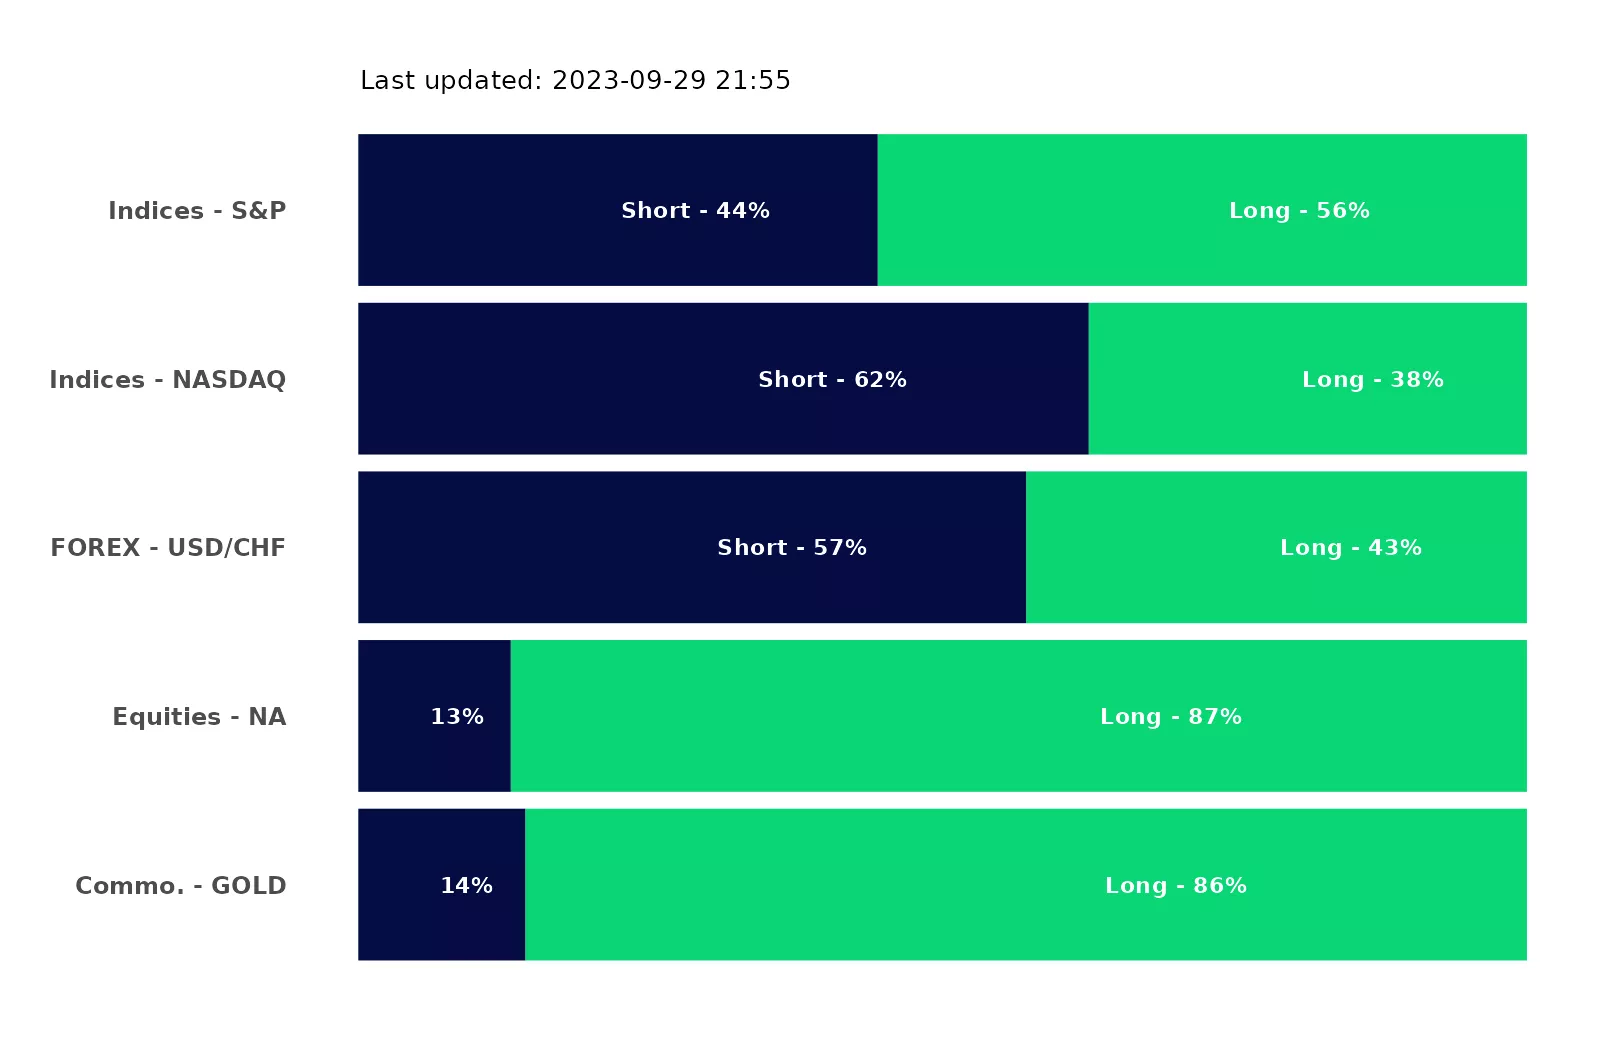 Last updated: 2023-09-29 21:55
Indices - S&P Short - 44% Long - 56%
Indices - NASDAQ Short - 62% Long - 38%
FOREX - USD/CHF Short - 57% Long - 43%
Equities - NA 13% Long - 87%
Commo. - GOLD 14% Long - 86%